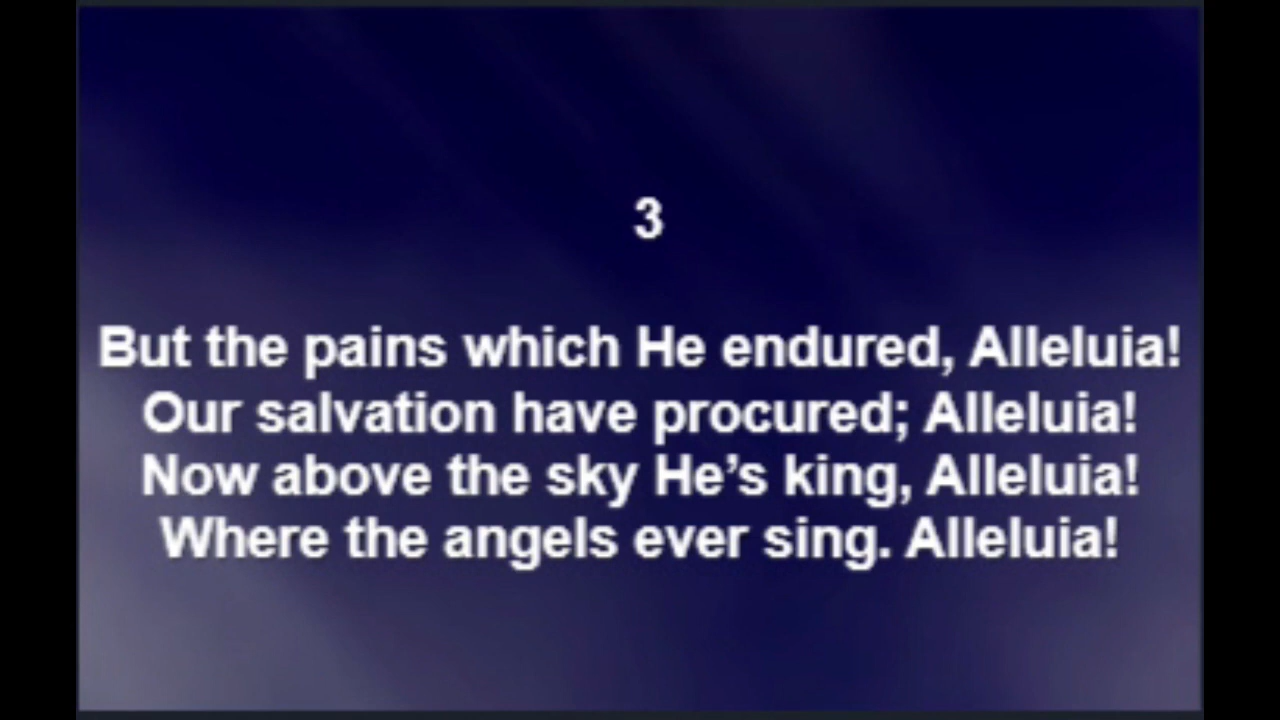 3
But the pains which He endured, Alleluia!
Our salvation have procured; Alleluia!
Now above the sky He’s king, Alleluia!
Where the angels ever sing. Alleluia!